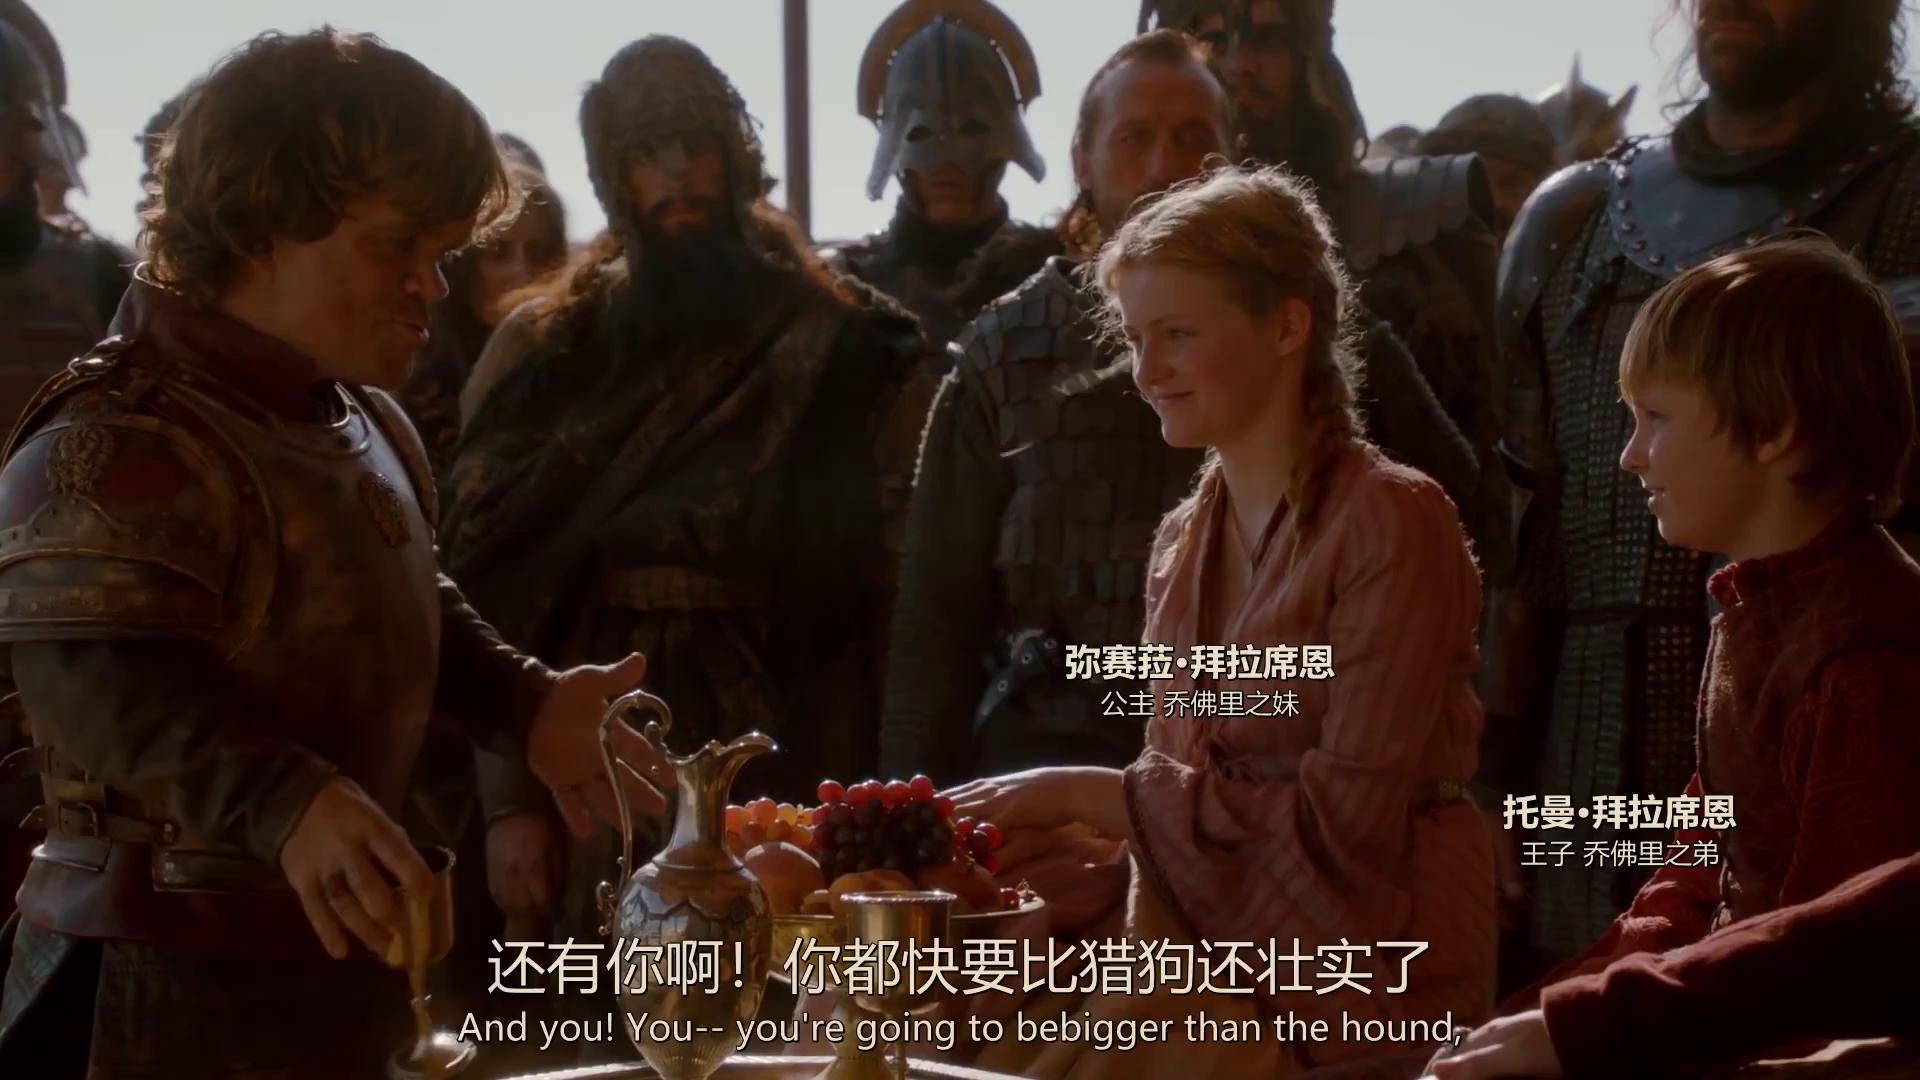 弥赛菈•拜拉席恩
公主 乔佛里之妹
托曼•拜拉席恩
王子 乔佛里之弟
还有你啊！你都快要比猎狗还壮实了
And you! You-- you're going to bebigger than the hound,